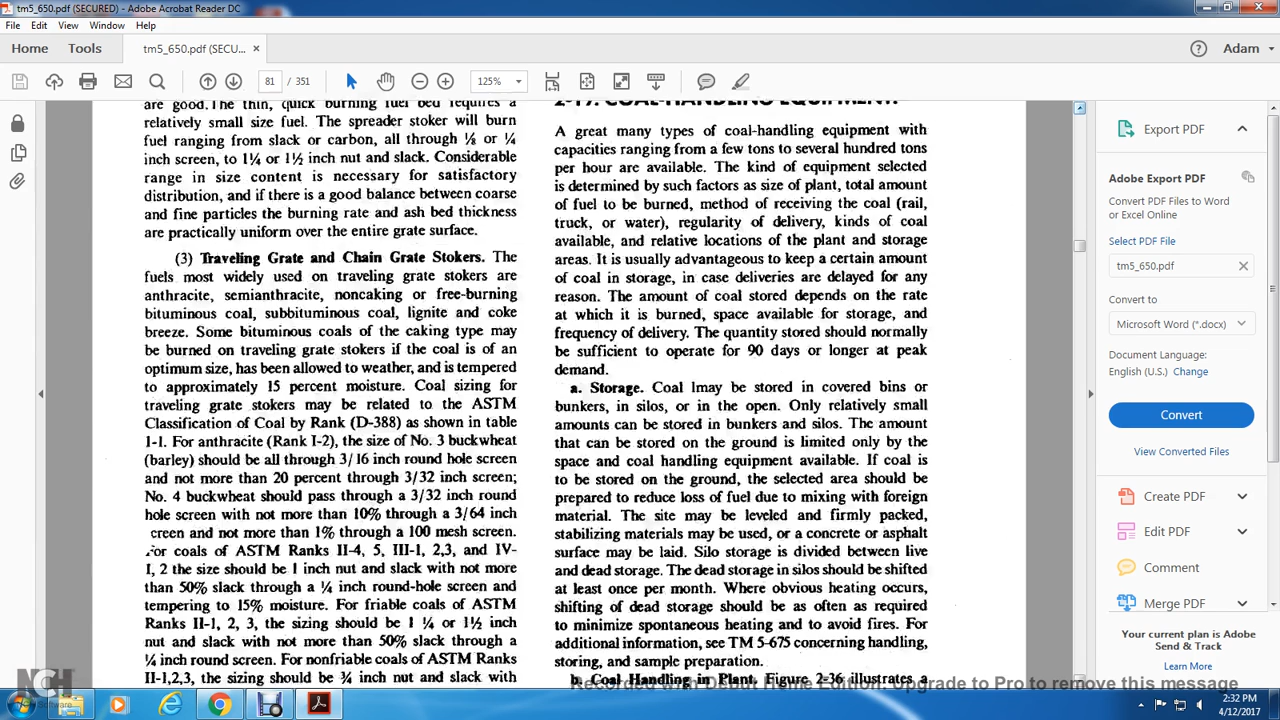 tm5_650.pdf (SECURED) - Adobe Acrobat Reader DC
File Edit View Window Help
Home Tools tm5_650.pdf (SECU... × Adam
81 / 351 125%
are good. The thin, quick burning fuel bed requires a
relatively small size fuel. The spreader stoker will burn
fuel ranging from slack or carbon, all through ⅛ or ¼
inch screen, to 1¼ or 1½ inch nut and slack. Considerable
range in size content is necessary for satisfactory
distribution, and if there is a good balance between coarse
and fine particles the burning rate and ash bed thickness
are practically uniform over the entire grate surface.
(3) Traveling Grate and Chain Grate Stokers. The
fuels most widely used on traveling grate stokers are
anthracite, semianthracite, noncaking or free-burning
bituminous coal, subbituminous coal, lignite and coke
breeze. Some bituminous coals of the caking type may
be burned on traveling grate stokers if the coal is of an
optimum size, has been allowed to weather, and is tempered
to approximately 15 percent moisture. Coal sizing for
traveling grate stokers may be related to the ASTM
Classification of Coal by Rank (D-388) as shown in table
1-1. For anthracite (Rank I-2), the size of No. 3 buckwheat
(barley) should be all through 3/16 inch round hole screen
and not more than 20 percent through 3/32 inch screen;
No. 4 buckwheat should pass through a 3/32 inch round
hole screen with not more than 10% through a 3/64 inch
creen and not more than 1% through a 100 mesh screen.
For coals of ASTM Ranks II-4, 5, III-1, 2,3, and IV-
I, 2 the size should be 1 inch nut and slack with not more
than 50% slack through a ¼ inch round-hole screen and
tempering to 15% moisture. For friable coals of ASTM
Ranks II-1, 2, 3, the sizing should be 1 ¼ or 1½ inch
nut and slack with not more than 50% slack through a
¼ inch round screen. For nonfriable coals of ASTM Ranks
II-1,2,3, the sizing should be ¾ inch nut and slack with
2-17. COAL-HANDLING EQUIPMENT.
A great many types of coal-handling equipment with
capacities ranging from a few tons to several hundred tons
per hour are available. The kind of equipment selected
is determined by such factors as size of plant, total amount
of fuel to be burned, method of receiving the coal (rail,
truck, or water), regularity of delivery, kinds of coal
available, and relative locations of the plant and storage
areas. It is usually advantageous to keep a certain amount
of coal in storage, in case deliveries are delayed for any
reason. The amount of coal stored depends on the rate
at which it is burned, space available for storage, and
frequency of delivery. The quantity stored should normally
be sufficient to operate for 90 days or longer at peak
demand.
a. Storage. Coal lmay be stored in covered bins or
bunkers, in silos, or in the open. Only relatively small
amounts can be stored in bunkers and silos. The amount
that can be stored on the ground is limited only by the
space and coal handling equipment available. If coal is
to be stored on the ground, the selected area should be
prepared to reduce loss of fuel due to mixing with foreign
material. The site may be leveled and firmly packed,
stabilizing materials may be used, or a concrete or asphalt
surface may be laid. Silo storage is divided between live
and dead storage. The dead storage in silos should be shifted
at least once per month. Where obvious heating occurs,
shifting of dead storage should be as often as required
to minimize spontaneous heating and to avoid fires. For
additional information, see TM 5-675 concerning handling,
storing, and sample preparation.
b. Coal Handling in Plant. Figure 2-36 illustrates a
Export PDF
Adobe Export PDF
Convert PDF Files to Word
or Excel Online
Select PDF File
tm5_650.pdf
Convert to
Microsoft Word (*.docx)
Document Language:
English (U.S.) Change
Convert
View Converted Files
Create PDF
Edit PDF
Comment
Merge PDF
Your current plan is Adobe
Send & Track
Learn More
NCH
Software
Recorded with Debut Home Edition. Upgrade to Pro to remove this message
2:32 PM
4/12/2017